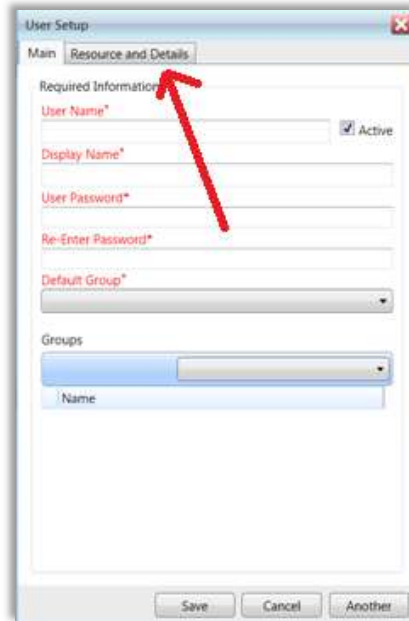 User Setup
Main Resource and Details
Required Information
User Name*
Active
Display Name*
User Password*
Re-Enter Password*
Default Group*
Groups
Name
Save Cancel Another